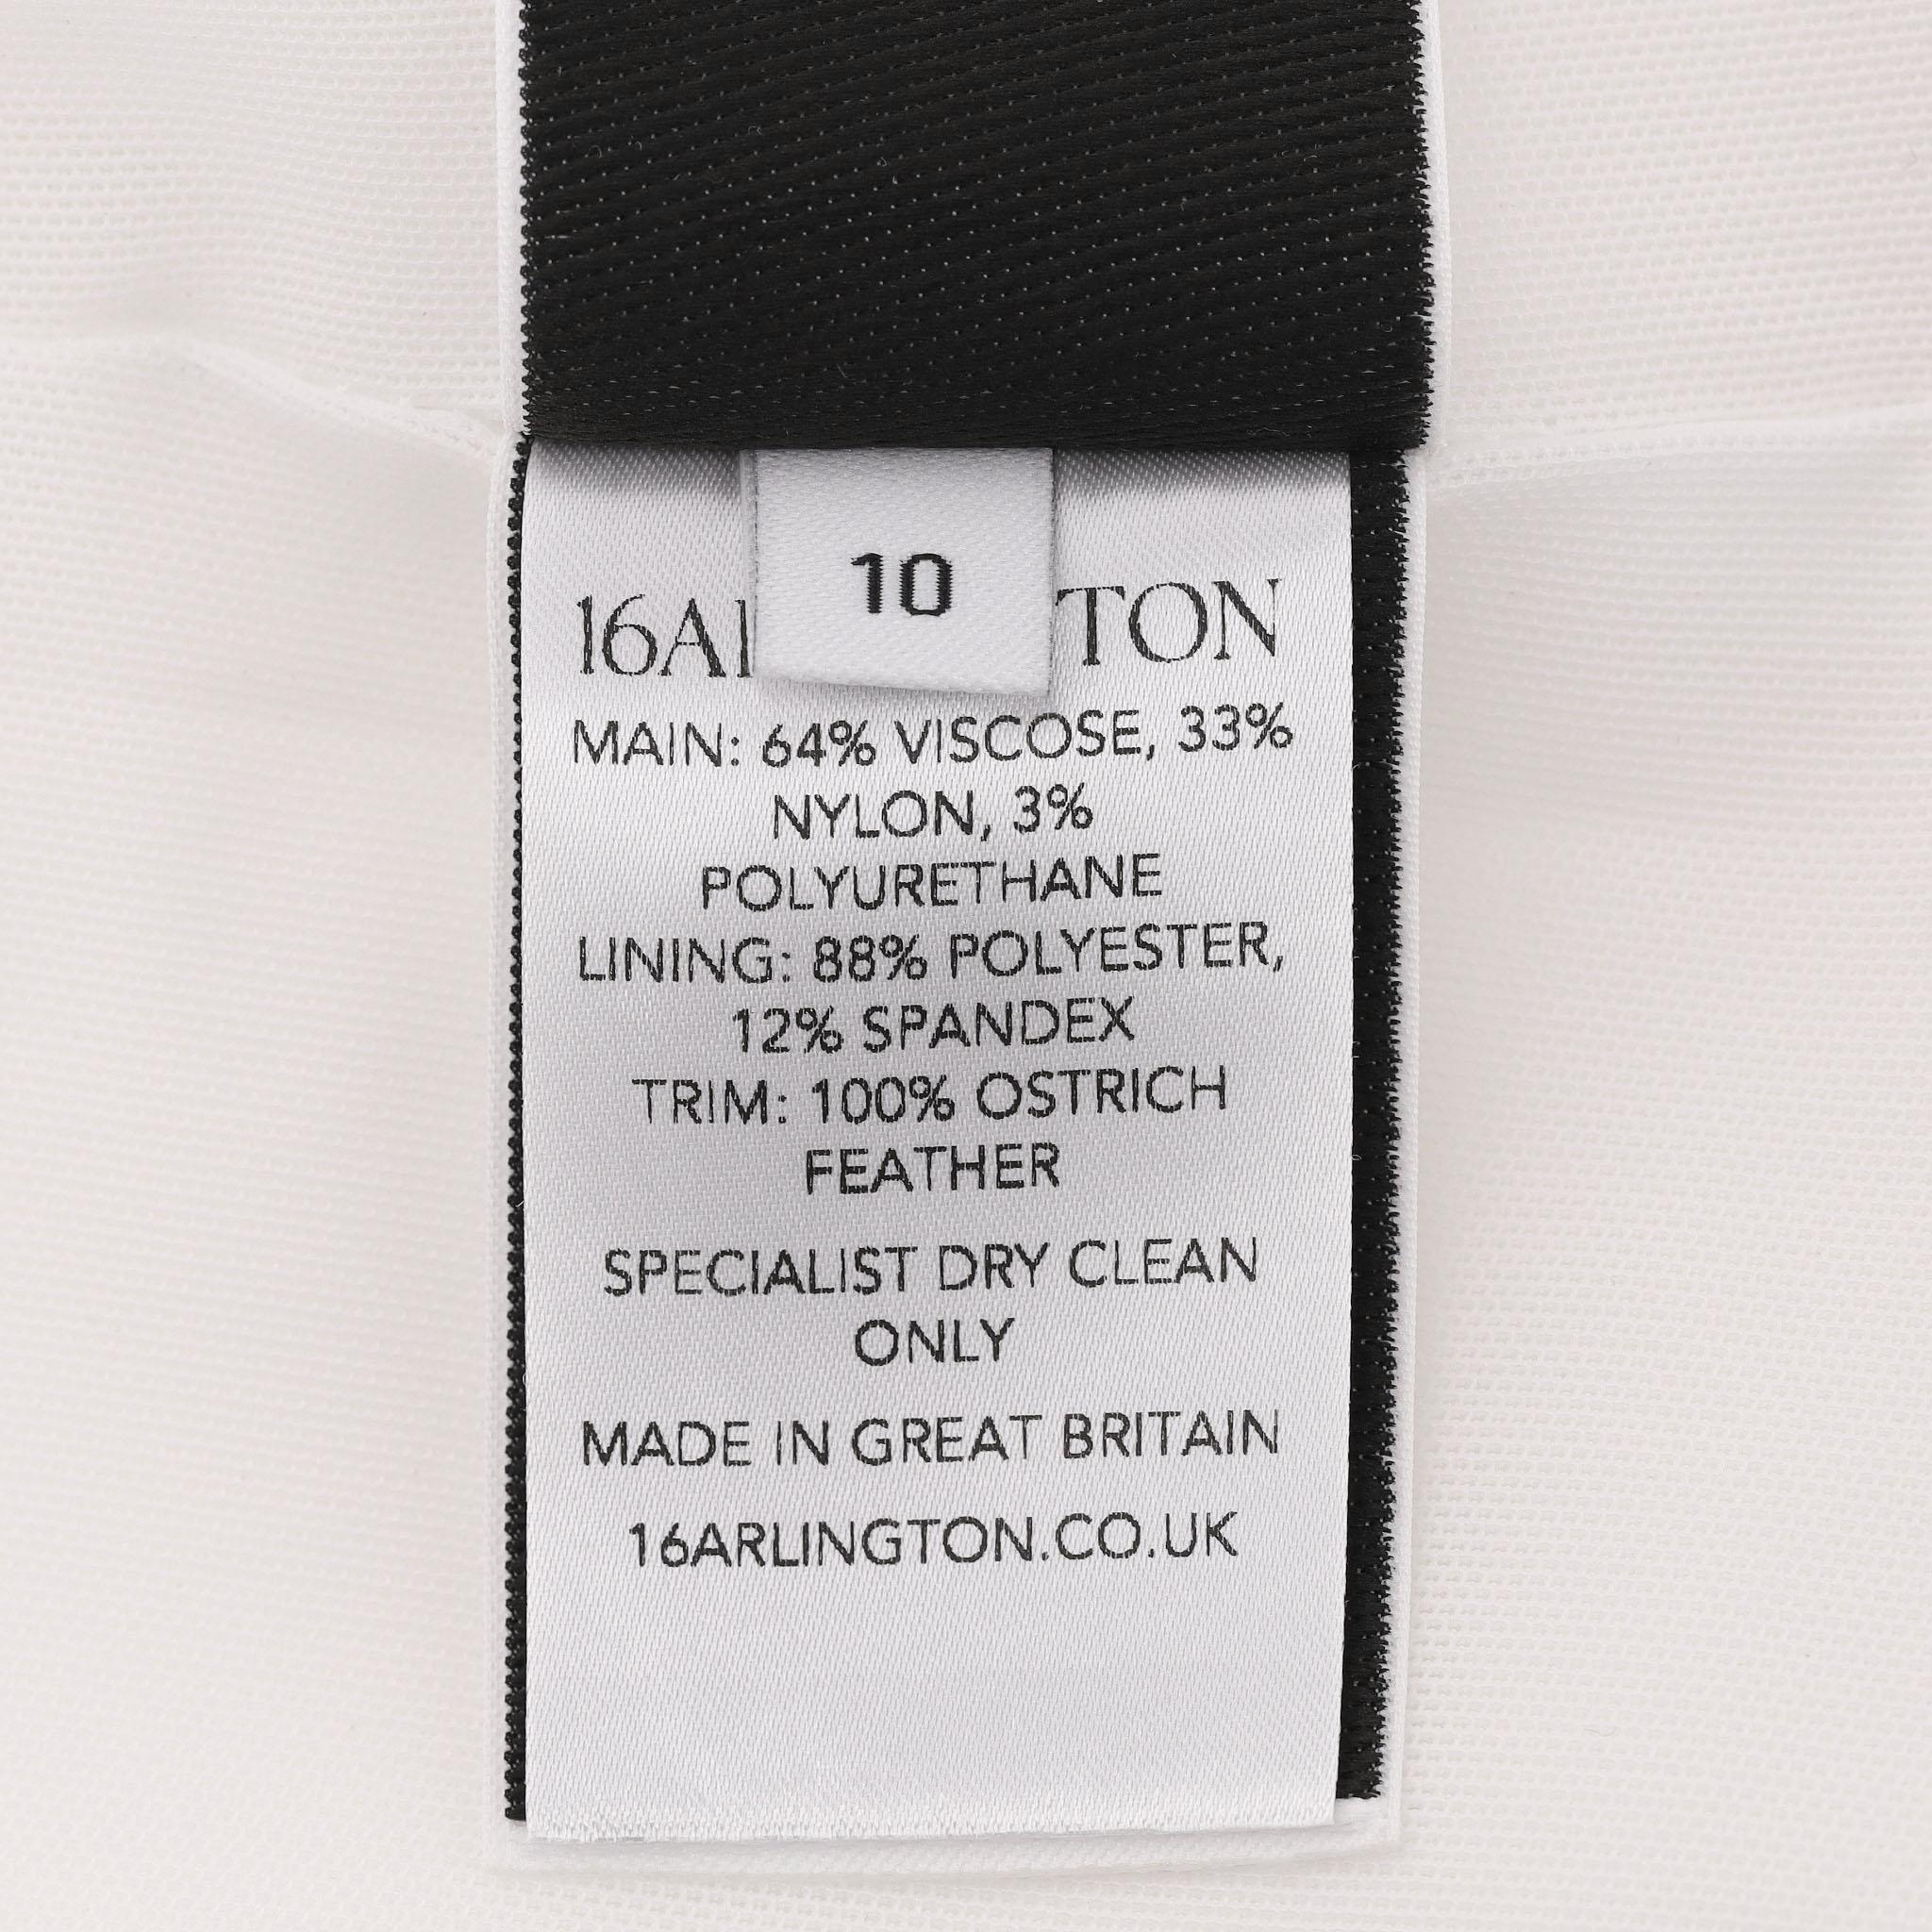 10
16AR TON
MAIN: 64% VISCOSE, 33%
NYLON, 3%
POLYURETHANE
LINING: 88% POLYESTER,
12% SPANDEX
TRIM: 100% OSTRICH
FEATHER
SPECIALIST DRY CLEAN
ONLY
MADE IN GREAT BRITAIN
16ARLINGTON.CO.UK